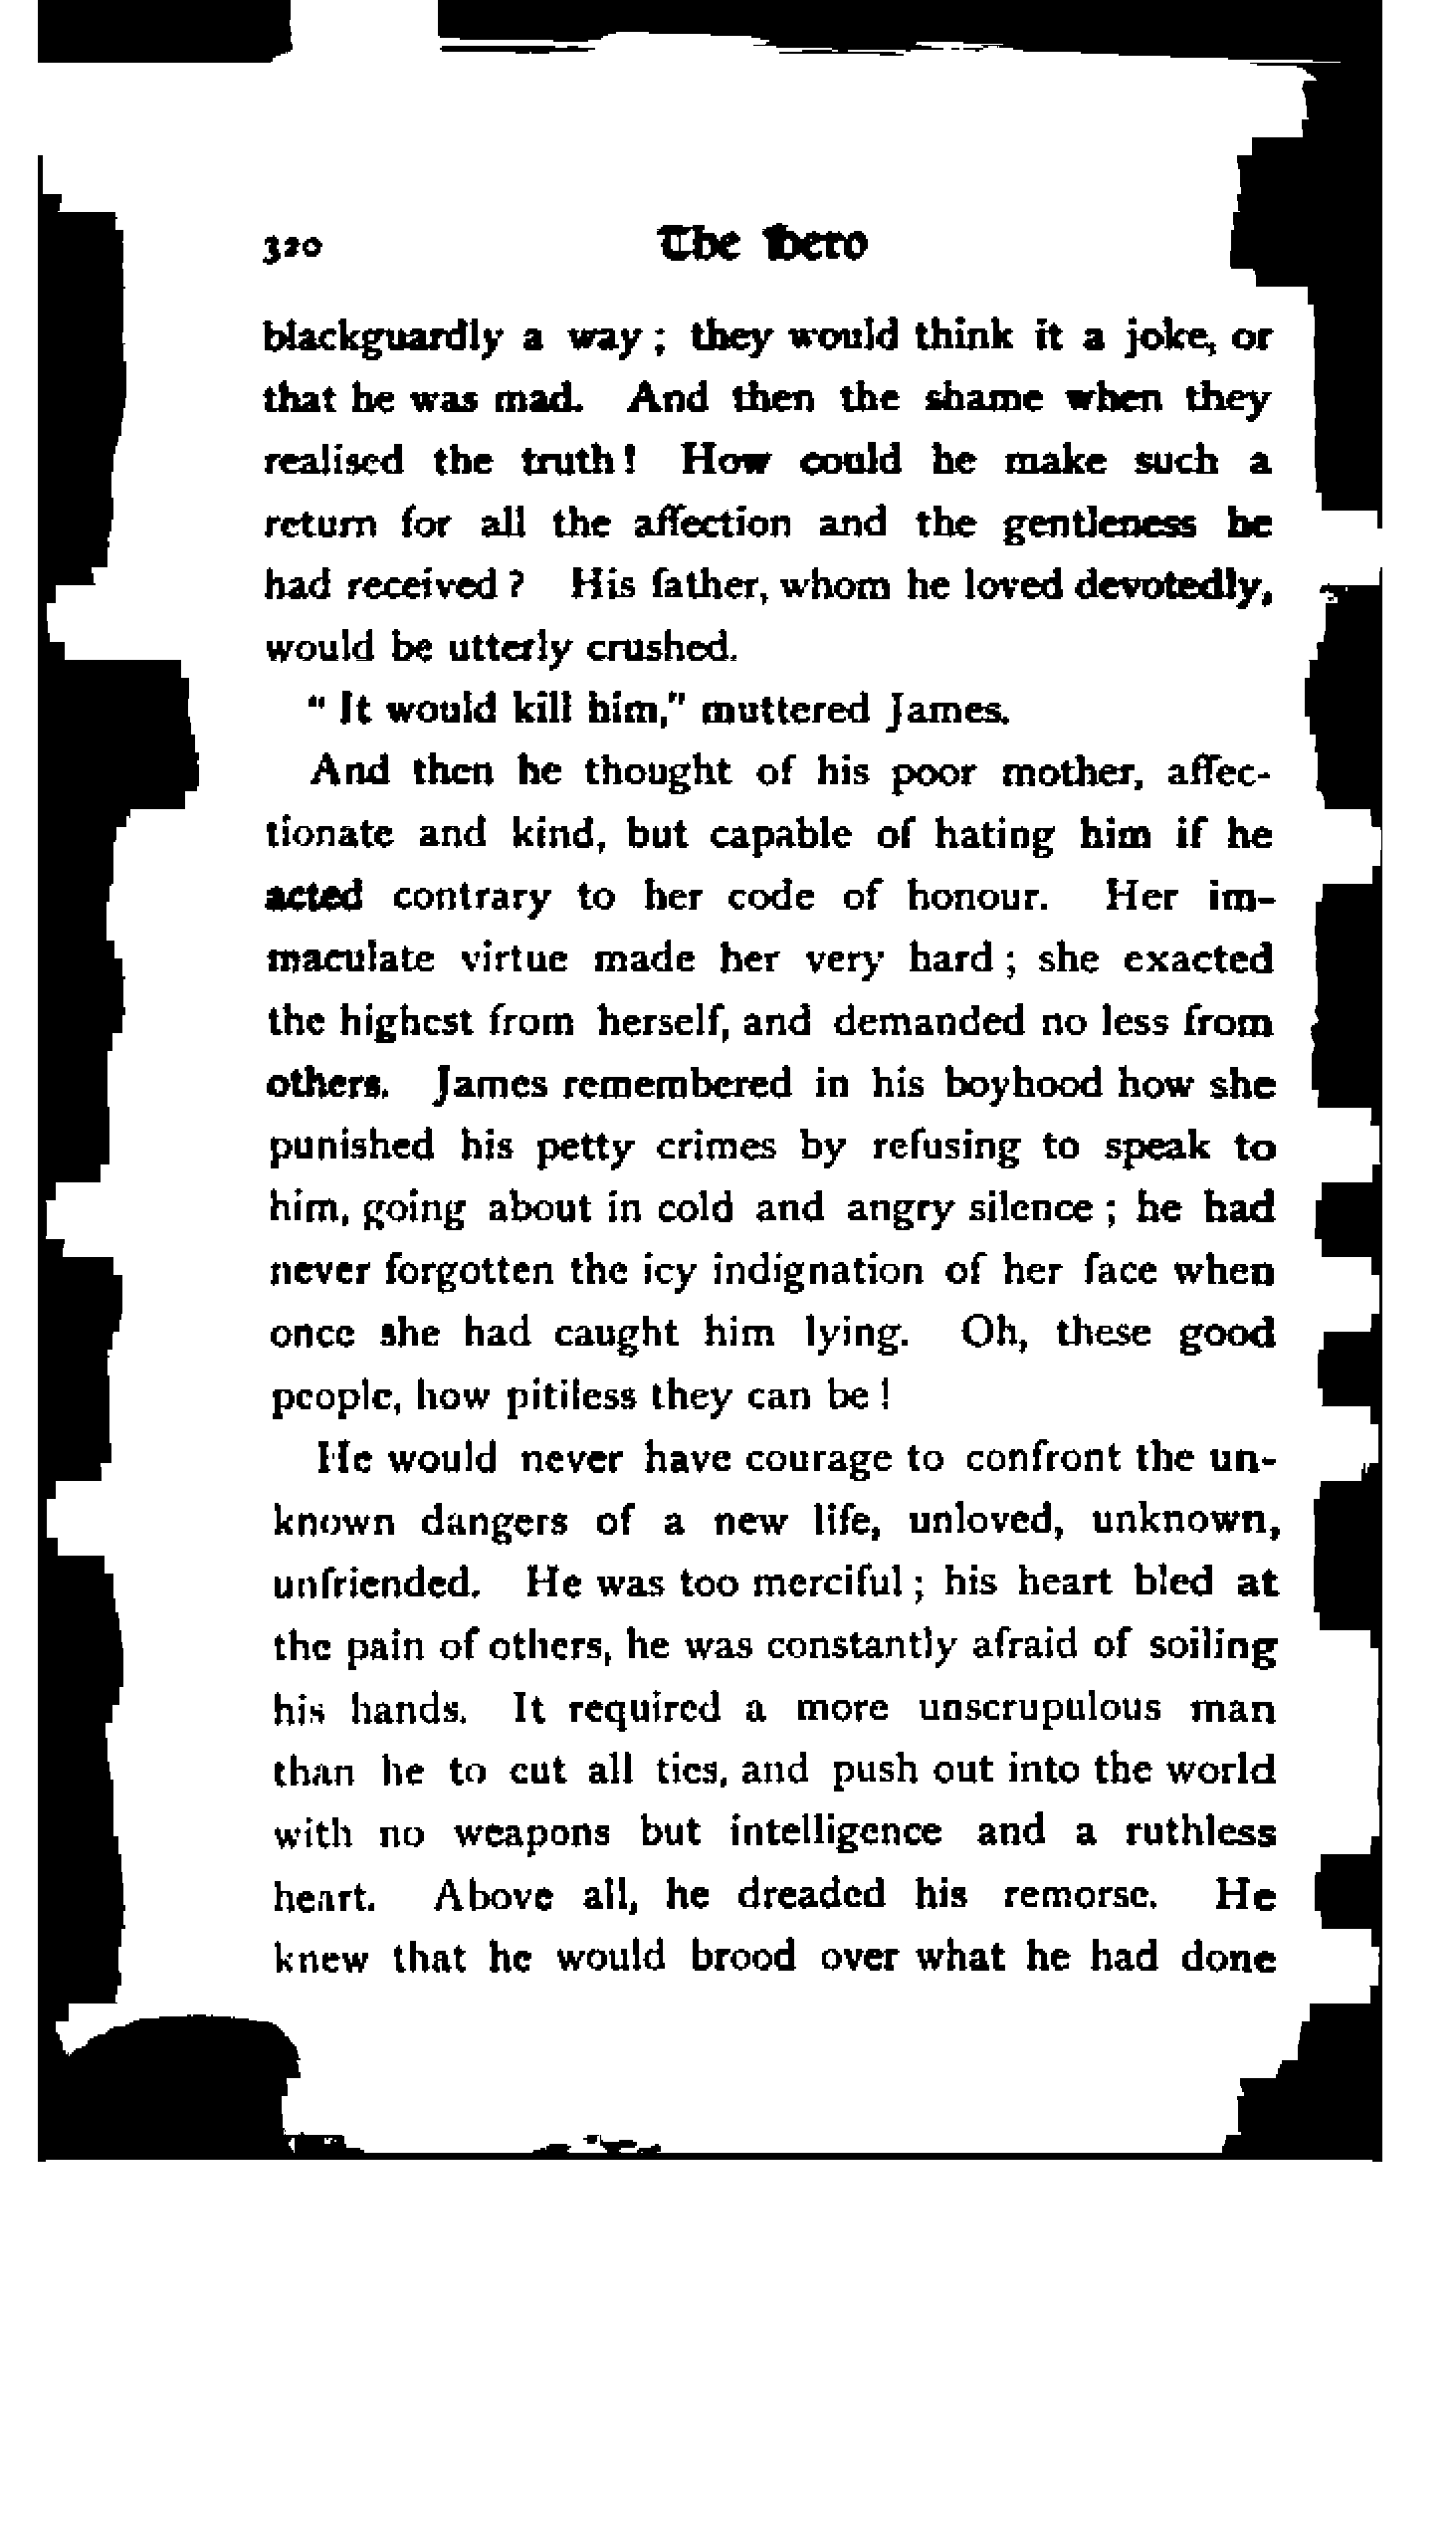 320 The Hero
blackguardly a way ; they would think it a joke, or
that he was mad. And then the shame when they
realised the truth! How could he make such a
return for all the affection and the gentleness he
had received? His father, whom he loved devotedly,
would be utterly crushed.
" It would kill him," muttered James.
And then he thought of his poor mother, affec-
tionate and kind, but capable of hating him if he
acted contrary to her code of honour. Her im-
maculate virtue made her very hard ; she exacted
the highest from herself, and demanded no less from
others. James remembered in his boyhood how she
punished his petty crimes by refusing to speak to
him, going about in cold and angry silence ; he had
never forgotten the icy indignation of her face when
once she had caught him lying. Oh, these good
people, how pitiless they can be !
He would never have courage to confront the un-
known dangers of a new life, unloved, unknown,
unfriended. He was too merciful ; his heart bled at
the pain of others, he was constantly afraid of soiling
his hands. It required a more unscrupulous man
than he to cut all ties, and push out into the world
with no weapons but intelligence and a ruthless
heart. Above all, he dreaded his remorse. He
knew that he would brood over what he had done